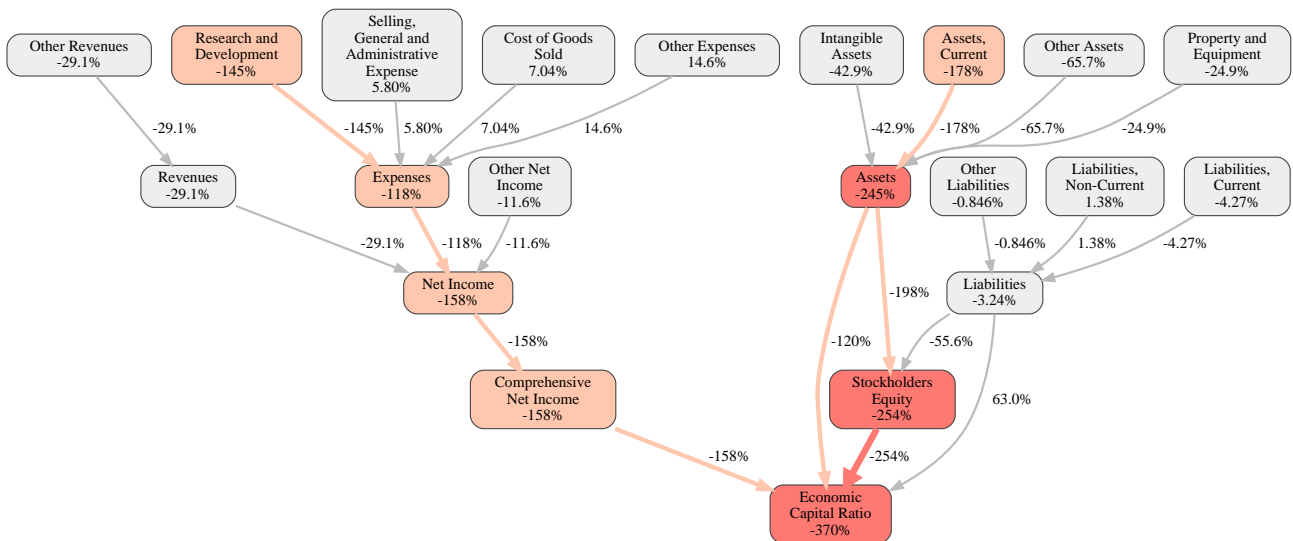 Other Revenues
-29.1%
Research and
Development
-145%
Selling,
General and
Administrative
Expense
5.80%
Cost of Goods
Sold
7.04%
Other Expenses
14.6%
Intangible
Assets
-42.9%
Assets,
Current
-178%
Other Assets
-65.7%
Property and
Equipment
-24.9%
-29.1%
-145%
5.80%
7.04%
14.6%
-42.9%
-178%
-65.7%
-24.9%
Revenues
-29.1%
Expenses
-118%
Other Net
Income
-11.6%
Assets
-245%
Other
Liabilities
-0.846%
Liabilities,
Non-Current
1.38%
Liabilities,
Current
-4.27%
-29.1%
-118%
-11.6%
-0.846%
1.38%
-4.27%
Net Income
-158%
-198%
Liabilities
-3.24%
-158%
-120%
-55.6%
Comprehensive
Net Income
-158%
Stockholders
Equity
-254%
63.0%
-158%
-254%
Economic
Capital Ratio
-370%